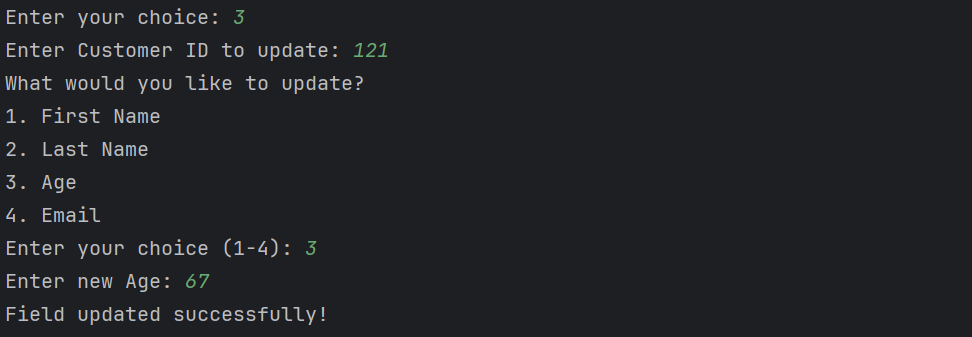 Enter your choice: 3
Enter Customer ID to update: 121
What would you like to update?
1. First Name
2. Last Name
3. Age
4. Email
Enter your choice (1-4): 3
Enter new Age: 67
Field updated successfully!